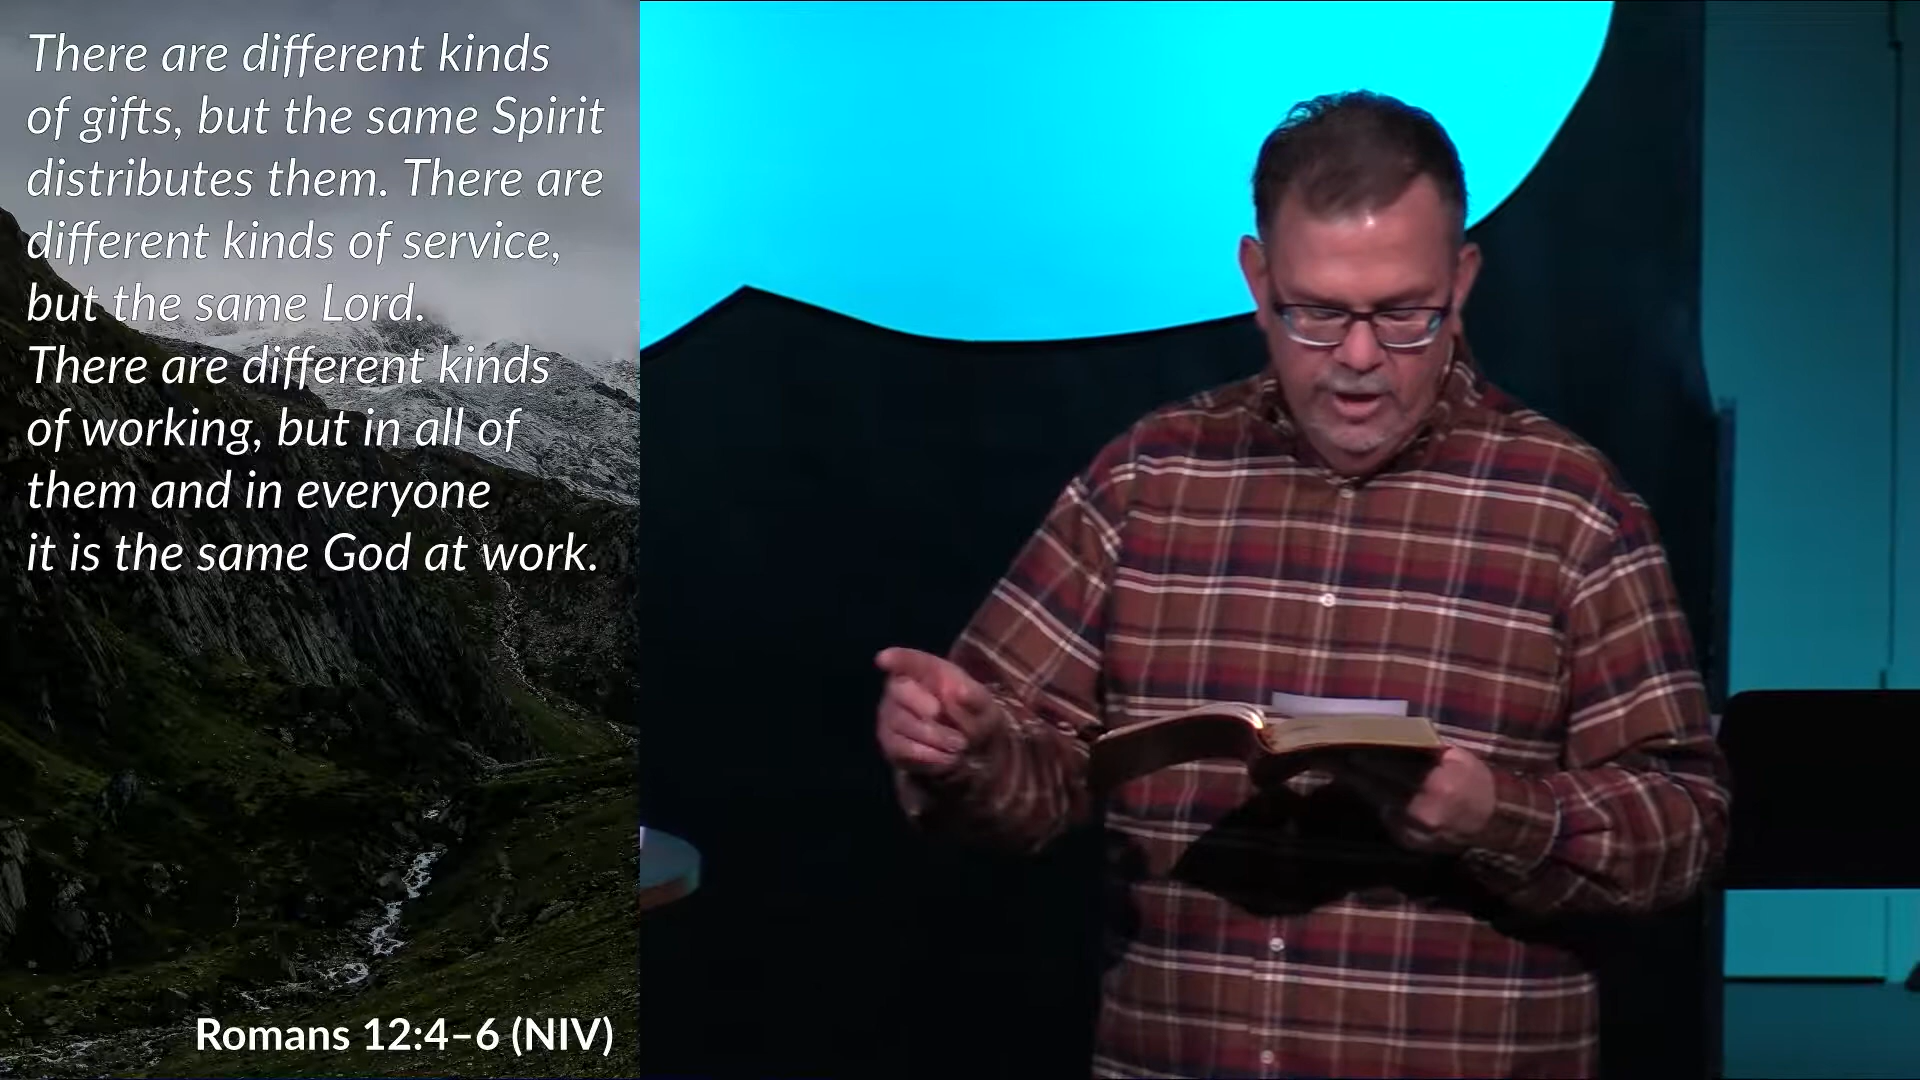 There are different kinds
of gifts, but the same Spirit
distributes them. There are
different kinds of service,
but the same Lord.
There are different kinds
of working, but in all of
them and in everyone
it is the same God at work.
Romans 12:4–6 (NIV)